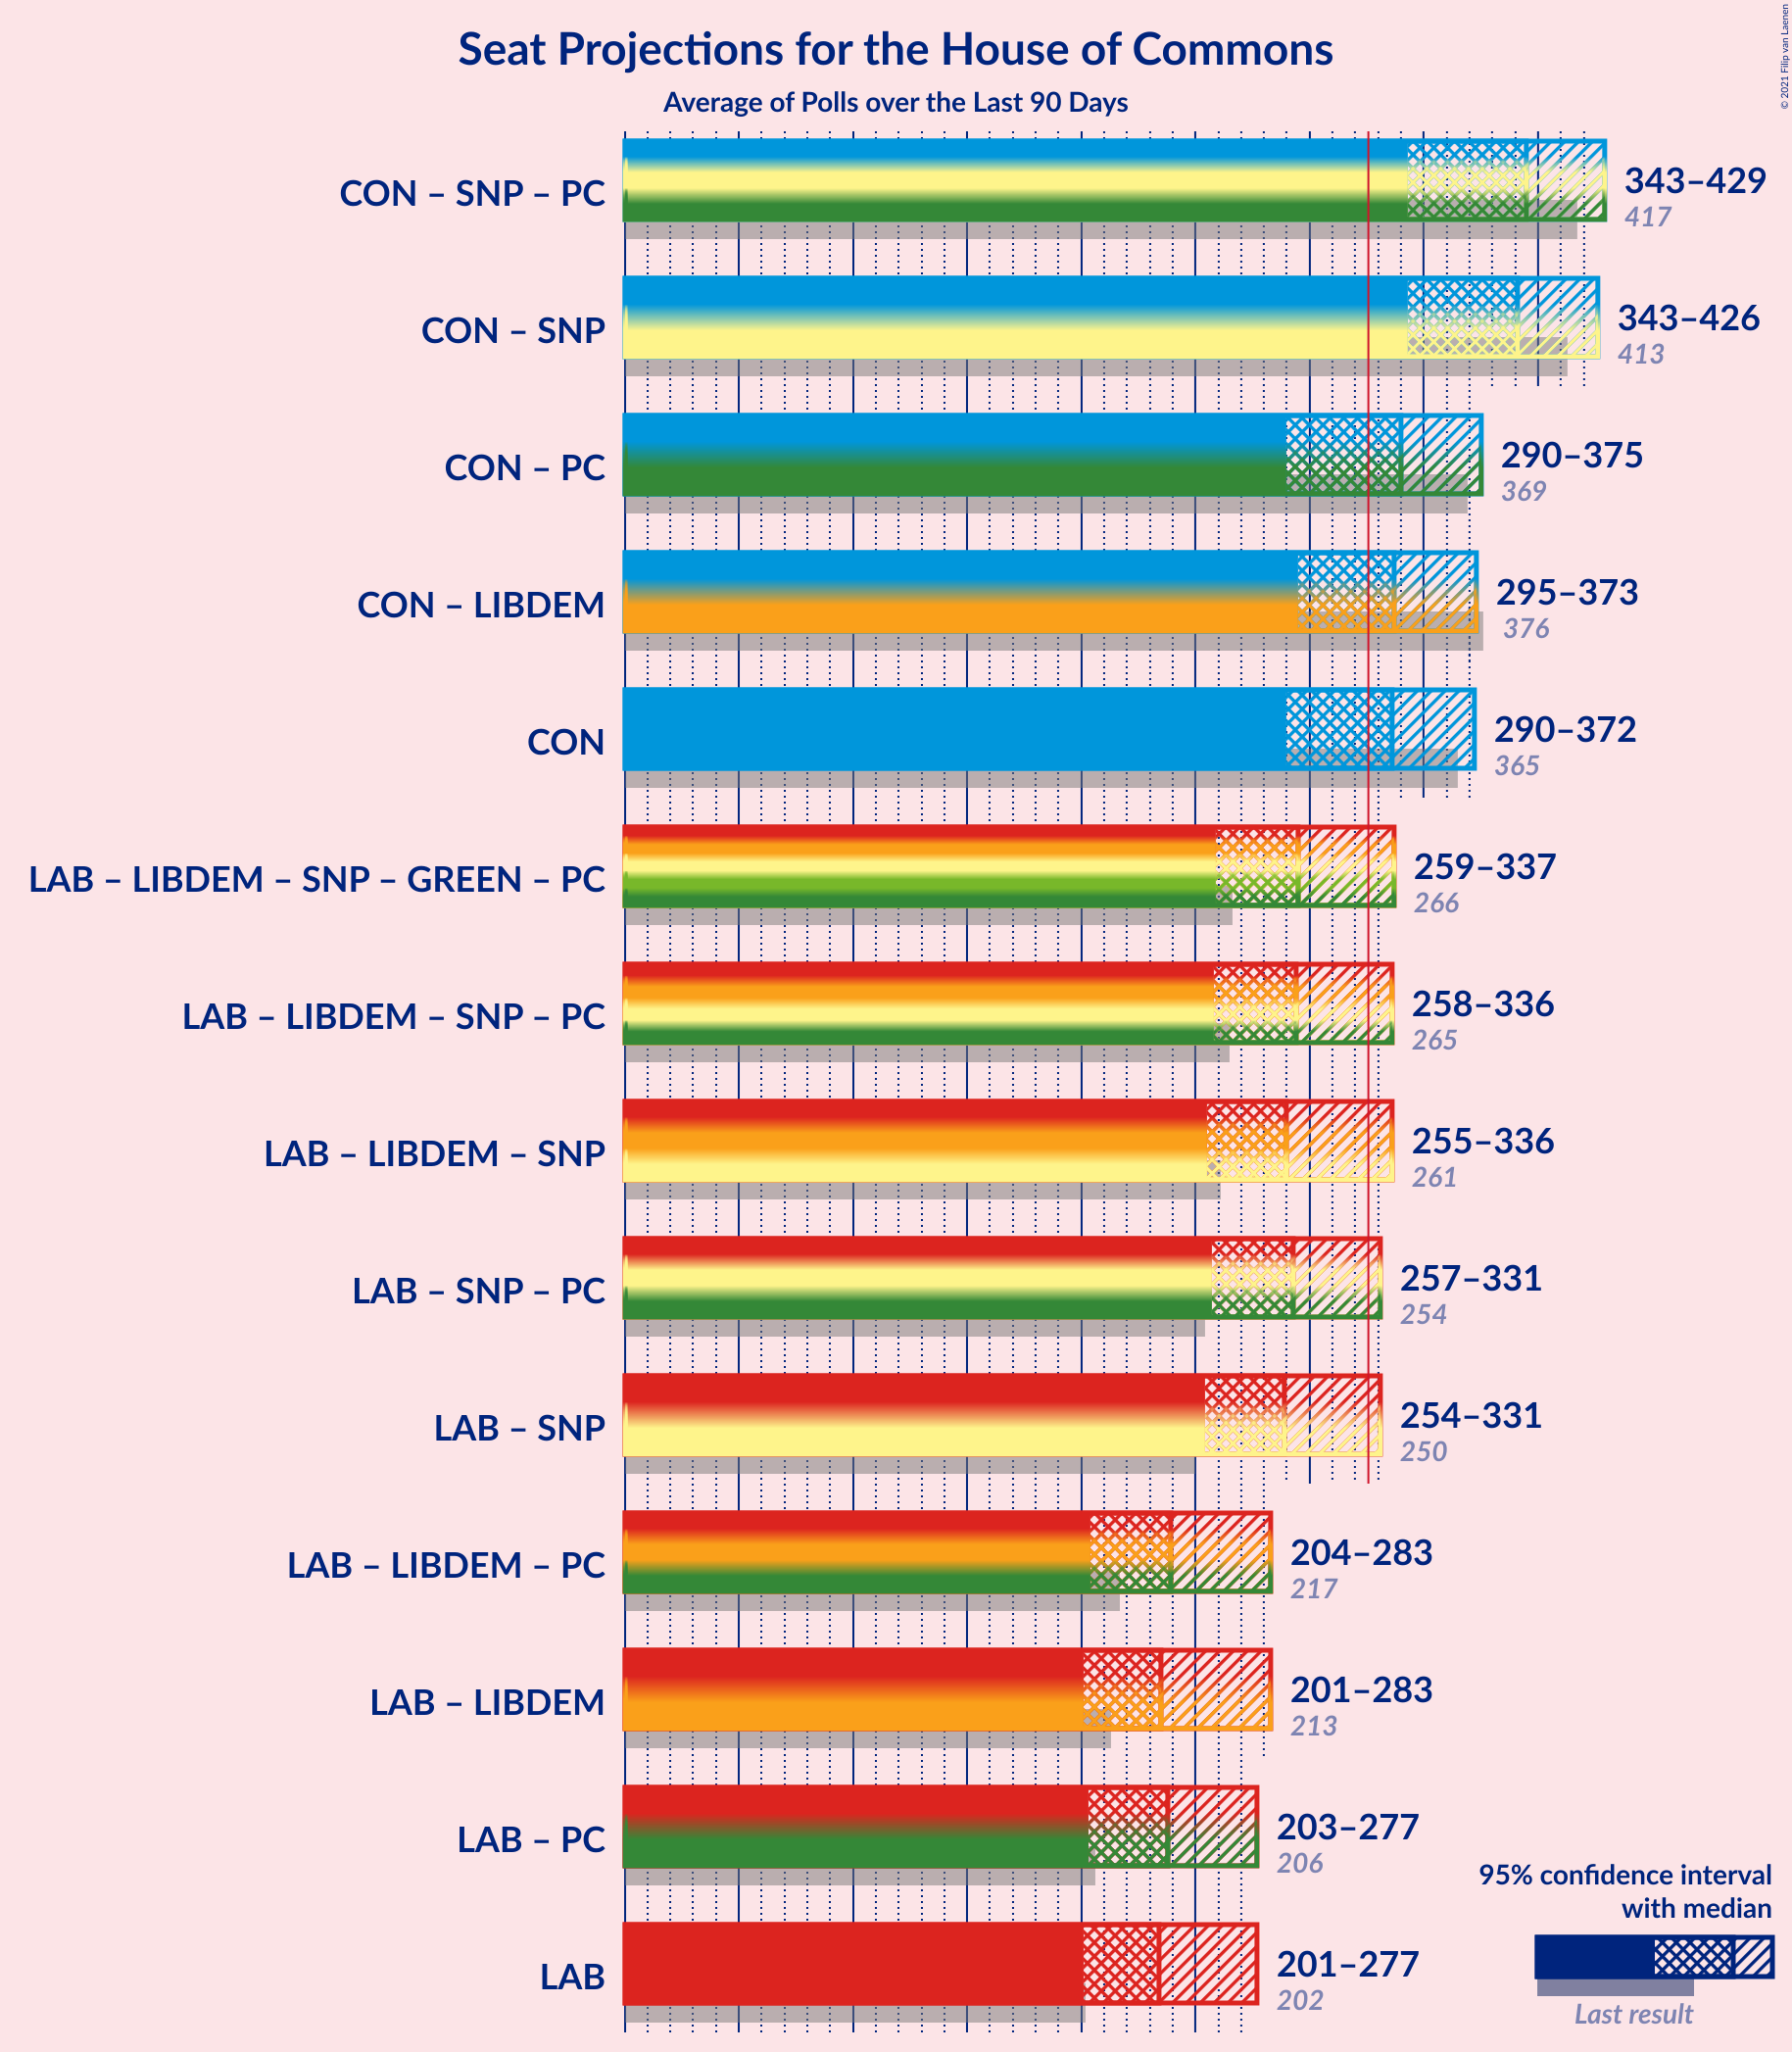 Seat Projections for the House of Commons
Average of Polls over the Last 90 Days
© 2021 Filip van Laenen
CON – SNP – PC
343–429
417
CON – SNP
343–426
413
CON – PC
290–375
369
CON – LIBDEM
295–373
376
CON
290–372
365
LAB – LIBDEM – SNP – GREEN – PC
259–337
266
LAB – LIBDEM – SNP – PC
258–336
265
LAB – LIBDEM – SNP
255–336
261
LAB – SNP – PC
257–331
254
LAB – SNP
254–331
250
LAB – LIBDEM – PC
204–283
217
LAB – LIBDEM
201–283
213
LAB – PC
203–277
206
LAB
201–277
202
95% confidence interval
with median
Last result